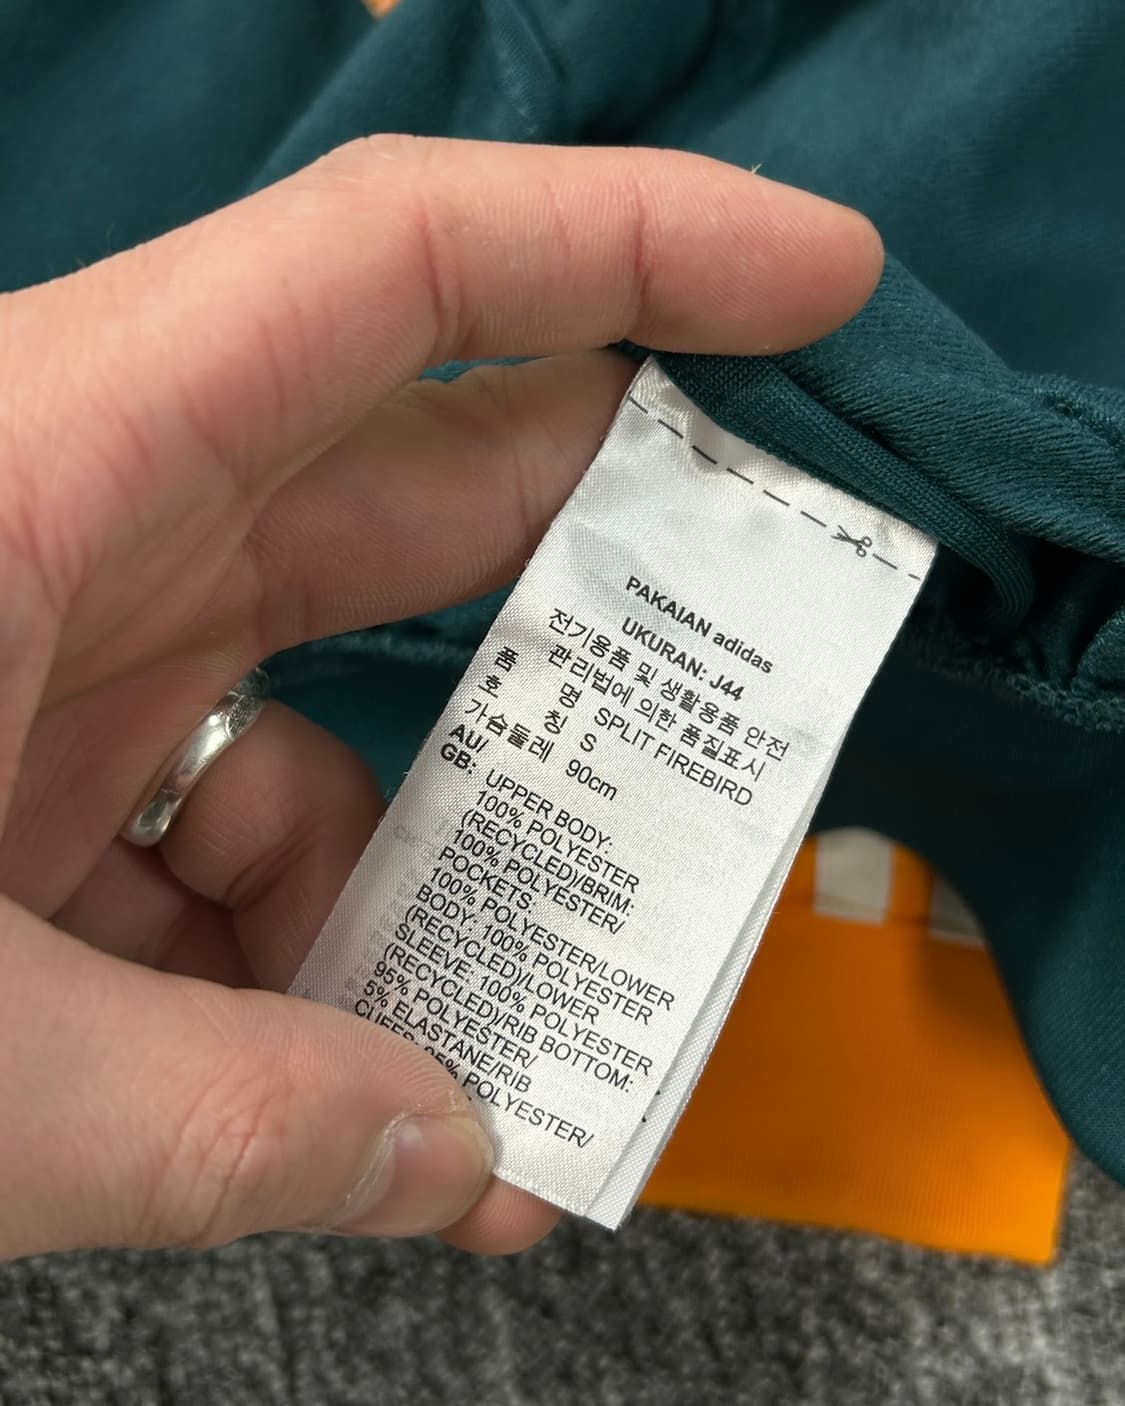 PAKAIAN adidas
UKURAN: J44
전기용품 및 생활용품 안전
관리법에 의한 품질표시
품 명 SPLIT FIREBIRD
호 칭 S
가슴둘레 90cm
AU/
GB: UPPER BODY:
100% POLYESTER
(RECYCLED)/BRIM:
100% POLYESTER/
POCKETS:
100% POLYESTER/LOWER
BODY: 100% POLYESTER
(RECYCLED)/LOWER
SLEEVE: 100% POLYESTER
(RECYCLED)/RIB BOTTOM:
95% POLYESTER/
5% ELASTANE/RIB
CUFFS: 95% POLYESTER/